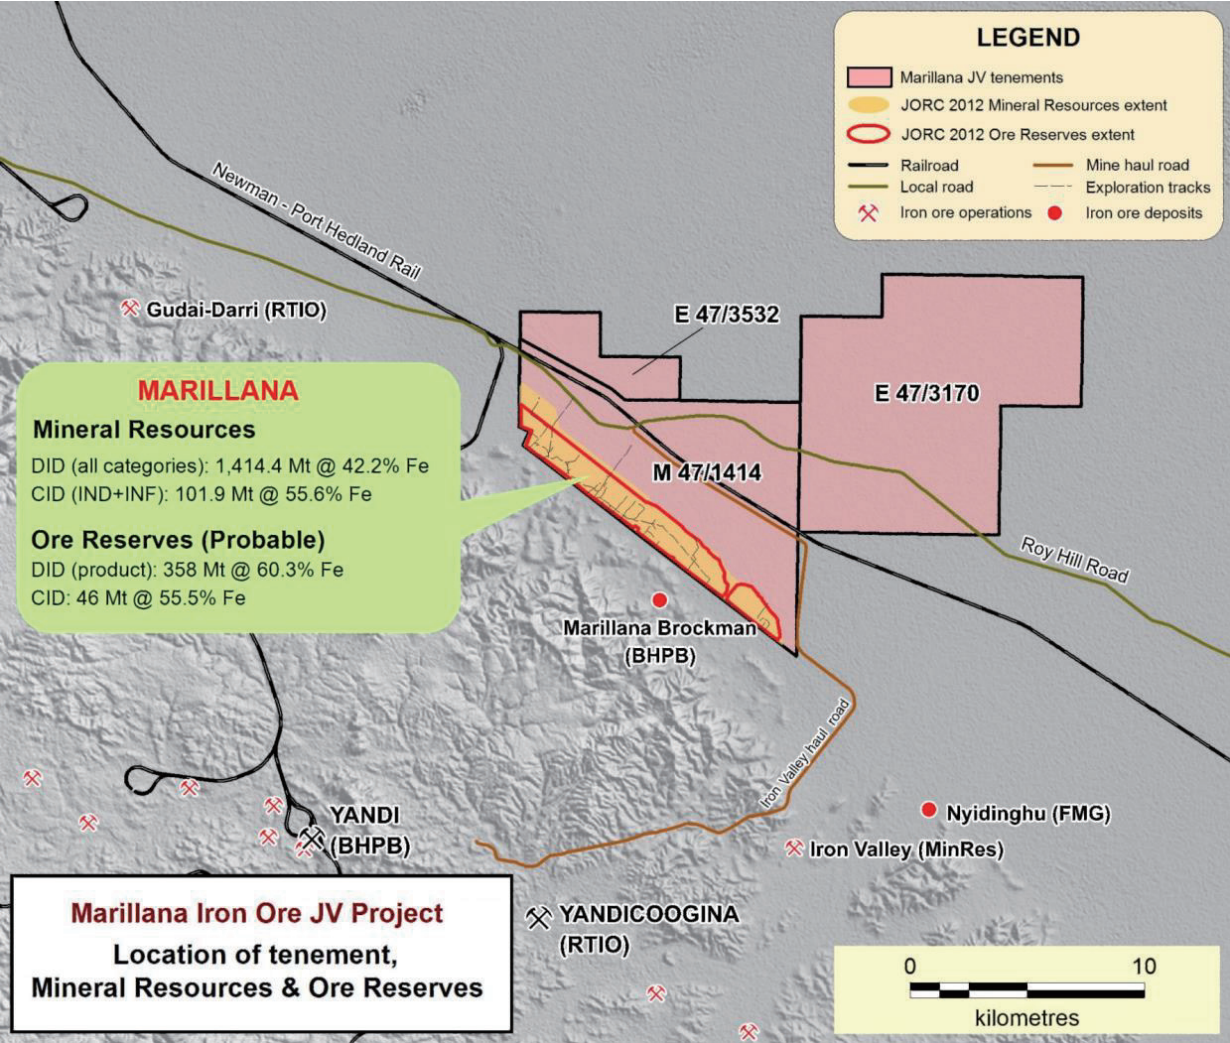 LEGEND
Marillana JV tenements
JORC 2012 Mineral Resources extent
JORC 2012 Ore Reserves extent
Railroad
Mine haul road
Local road
Exploration tracks
Iron ore operations
Iron ore deposits
Newman - Port Hedland Rail
Gudai-Darri (RTIO)
E 47/3532
E 47/3170
M 47/1414
MARILLANA
Mineral Resources
DID (all categories): 1,414.4 Mt @ 42.2% Fe
CID (IND+INF): 101.9 Mt @ 55.6% Fe
Ore Reserves (Probable)
DID (product): 358 Mt @ 60.3% Fe
CID: 46 Mt @ 55.5% Fe
Roy Hill Road
Marillana Brockman
(BHPB)
Iron Valley haul road
YANDI
(BHPB)
Nyidinghu (FMG)
Iron Valley (MinRes)
YANDICOOGINA
(RTIO)
Marillana Iron Ore JV Project
Location of tenement,
Mineral Resources & Ore Reserves
0 10
kilometres